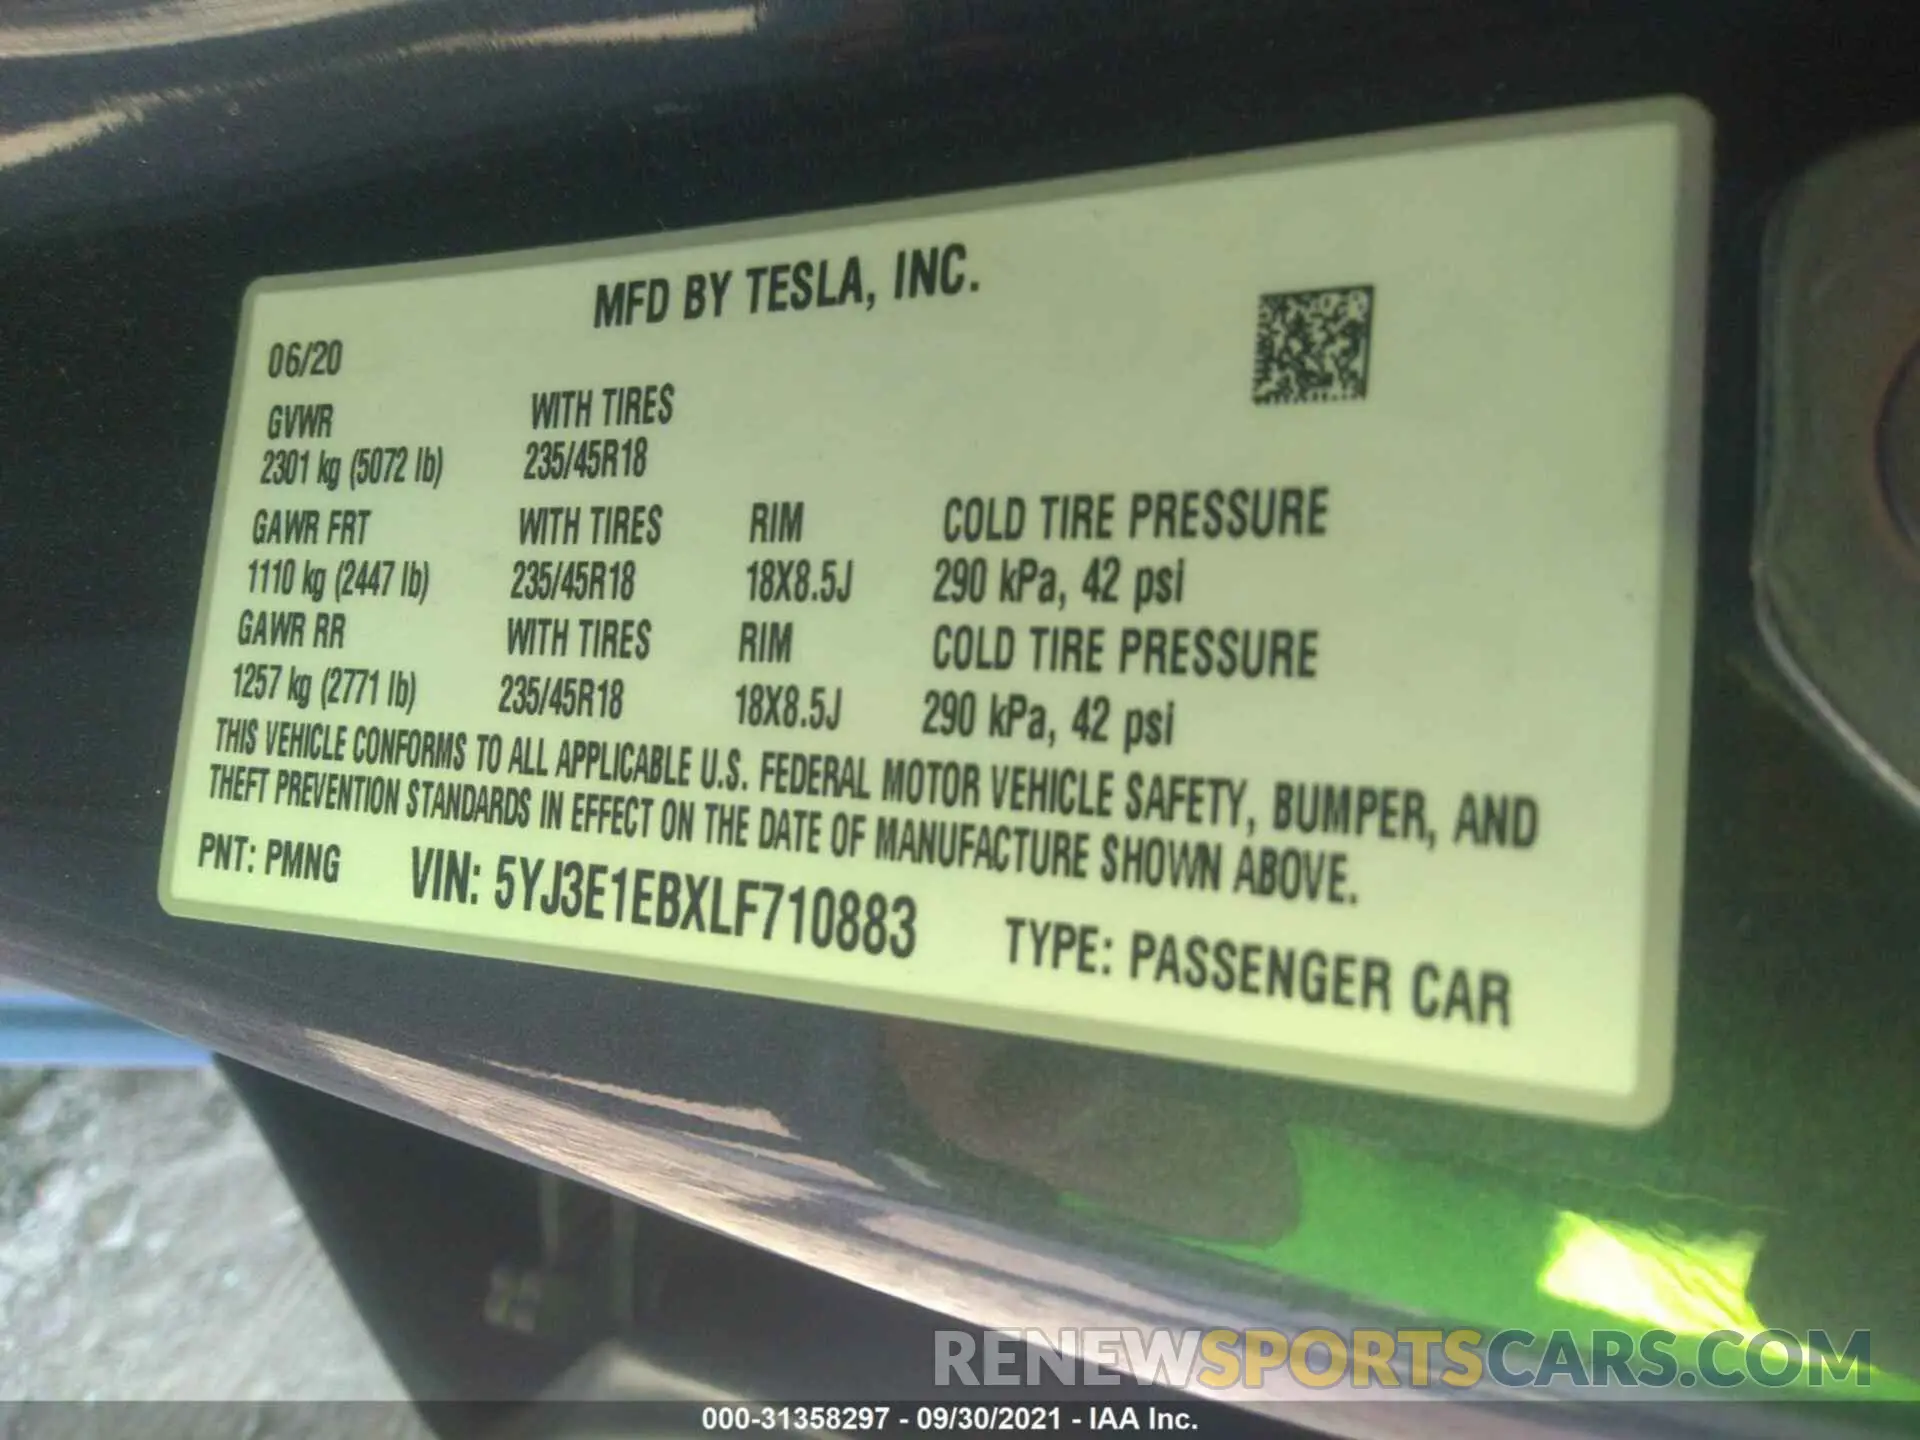 MFD BY TESLA, INC.
06/20
GVWR WITH TIRES
2301 kg (5072 lb) 235/45R18
GAWR FRT WITH TIRES RIM COLD TIRE PRESSURE
1110 kg (2447 lb) 235/45R18 18X8.5J 290 kPa, 42 psi
GAWR RR WITH TIRES RIM COLD TIRE PRESSURE
1257 kg (2771 lb) 235/45R18 18X8.5J 290 kPa, 42 psi
THIS VEHICLE CONFORMS TO ALL APPLICABLE U.S. FEDERAL MOTOR VEHICLE SAFETY, BUMPER, AND
THEFT PREVENTION STANDARDS IN EFFECT ON THE DATE OF MANUFACTURE SHOWN ABOVE.
PNT: PMNG VIN: 5YJ3E1EBXLF710883 TYPE: PASSENGER CAR
RENEWSPORTSCARS.COM
000-31358297 - 09/30/2021 - IAA Inc.